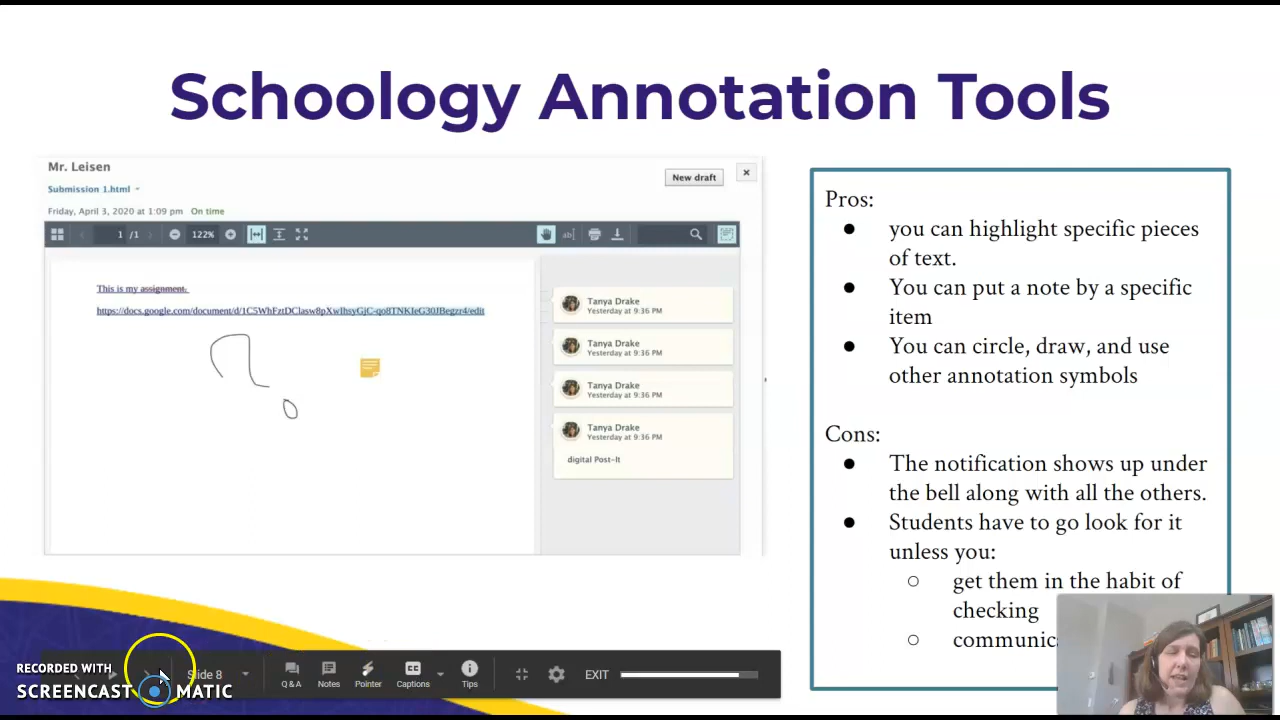 Schoology Annotation Tools
Mr. Leisen
New draft
Submission 1.html
Friday, April 3, 2020 at 1:09 pm On time
1 /1
122%
This is my assignment.
Tanya Drake
Yesterday at 9:36 PM
Tanya Drake
Yesterday at 9:36 PM
Tanya Drake
Yesterday at 9:36 PM
Tanya Drake
Yesterday at 9:36 PM
digital Post-It
Pros:
you can highlight specific pieces
of text.
You can put a note by a specific
item
You can circle, draw, and use
other annotation symbols
Cons:
The notification shows up under
the bell along with all the others.
Students have to go look for it
unless you:
get them in the habit of
checking
RECORDED WITH
SCREENCAST MATIC
Slide 8
Q & A
Notes
Pointer
CC
Captions
Tips
EXIT